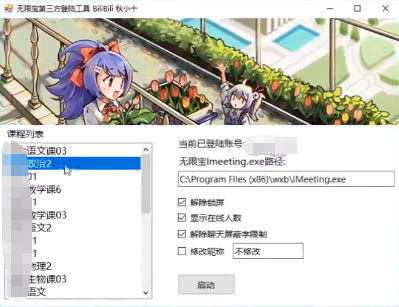 无限宝第三方登陆工具 BiliBili 秋小十
课程列表
语文课03
政治2
01
教学课6
1
数学课03
语文2
1
1
地理2
生物课03
语文
当前已登陆账号:
无限宝Imeeting.exe路径:
C:\Program Files (x86)\wxb\iMeeting.exe
解除锁屏
显示在线人数
解除聊天屏蔽字限制
修改昵称 不修改
启动